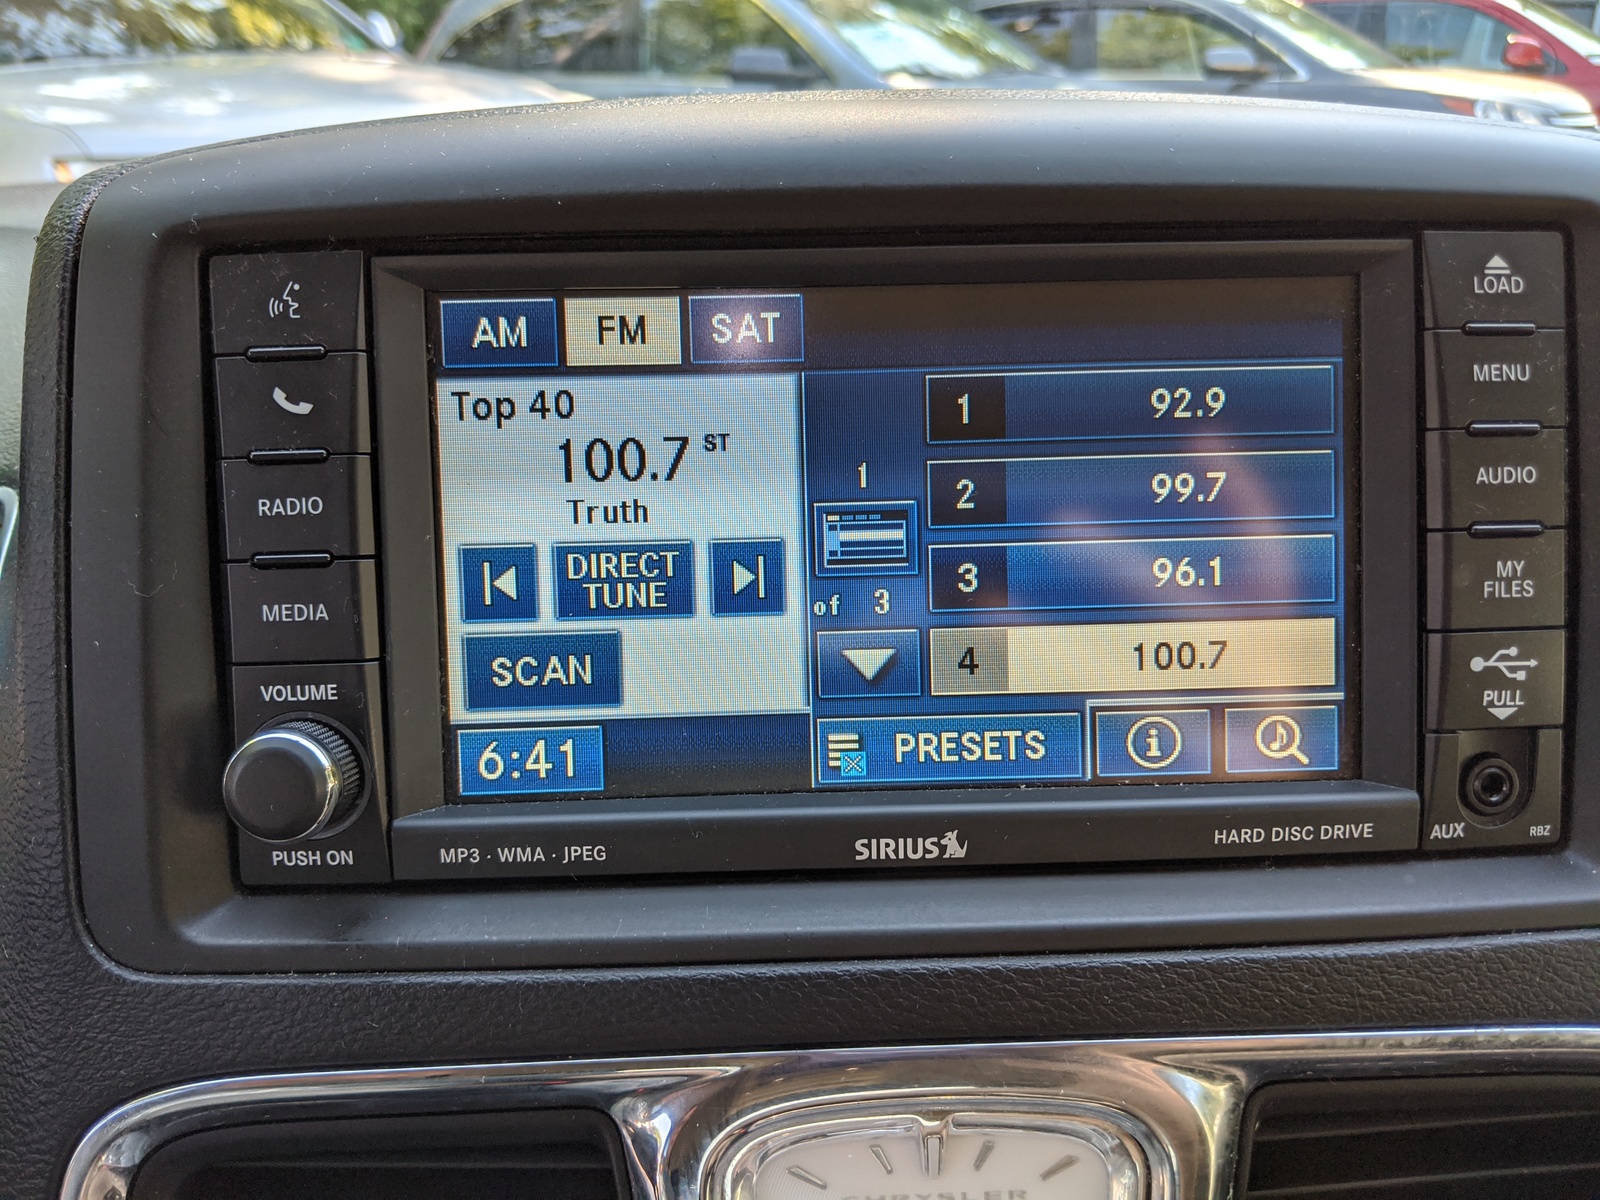 AM FM SAT
Top 40
100.7 ST
Truth
DIRECT
TUNE
SCAN
6:41
1
of 3
1 92.9
2 99.7
3 96.1
4 100.7
PRESETS
RADIO
MEDIA
VOLUME
PUSH ON
LOAD
MENU
AUDIO
MY
FILES
PULL
AUX RBZ
MP3 · WMA · JPEG
SIRIUS
HARD DISC DRIVE
CHRYSLER